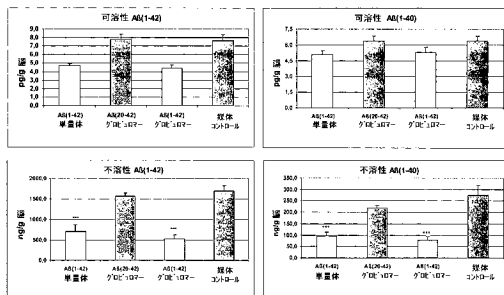 可溶性 Aβ(1-42)
pg/g 脳
9,0
8,0
7,0
6,0
5,0
4,0
3,0
2,0
1,0
0,0
Aβ(1-42)
単量体
Aβ(20-42)
グロビュロマー
Aβ(1-42)
グロビュロマー
媒体
コントロール
可溶性 Aβ(1-40)
pg/g 脳
7,5
6,0
4,5
3,0
1,5
0,0
Aβ(1-42)
単量体
Aβ(20-42)
グロビュロマー
Aβ(1-42)
グロビュロマー
媒体
コントロール
不溶性 Aβ(1-42)
ng/g 脳
2000,0
1500,0
1000,0
500,0
0,0
***
***
Aβ(1-42)
単量体
Aβ(20-42)
グロビュロマー
Aβ(1-42)
グロビュロマー
媒体
コントロール
不溶性 Aβ(1-40)
ng/g 脳
350,0
300,0
250,0
200,0
150,0
100,0
50,0
0,0
***
***
Aβ(1-42)
単量体
Aβ(20-42)
グロビュロマー
Aβ(1-42)
グロビュロマー
媒体
コントロール